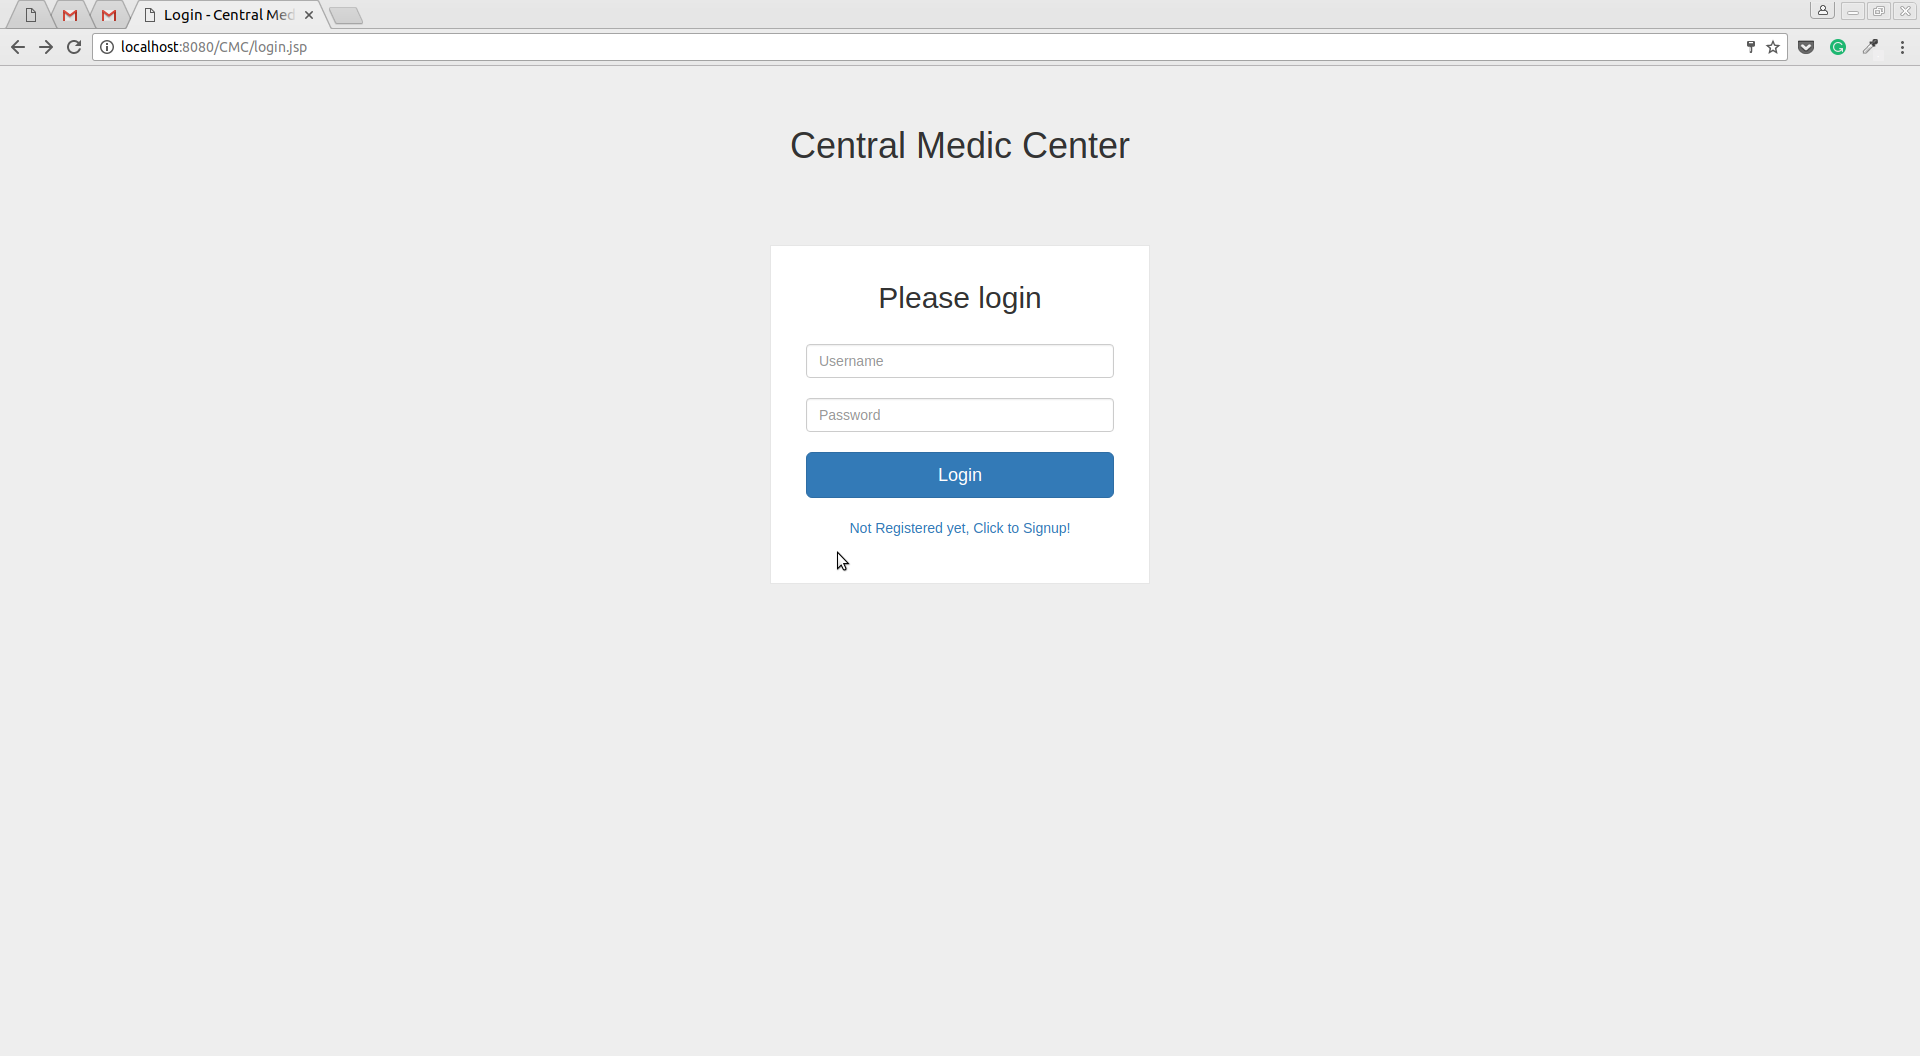 Login - Central Med
localhost:8080/CMC/login.jsp
Central Medic Center
Please login
Username
Password
Login
Not Registered yet, Click to Signup!